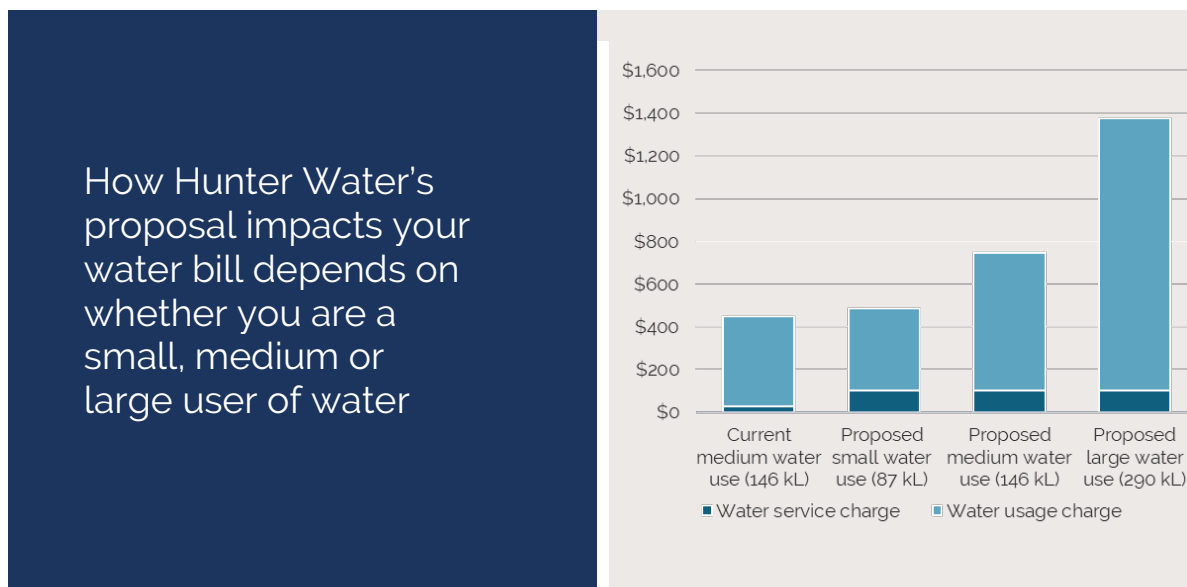 How Hunter Water’s
proposal impacts your
water bill depends on
whether you are a
small, medium or
large user of water
$1,600
$1,400
$1,200
$1,000
$800
$600
$400
$200
$0
Current
medium water
use (146 kL)
Proposed
small water
use (87 kL)
Proposed
medium water
use (146 kL)
Proposed
large water
use (290 kL)
Water service charge
Water usage charge